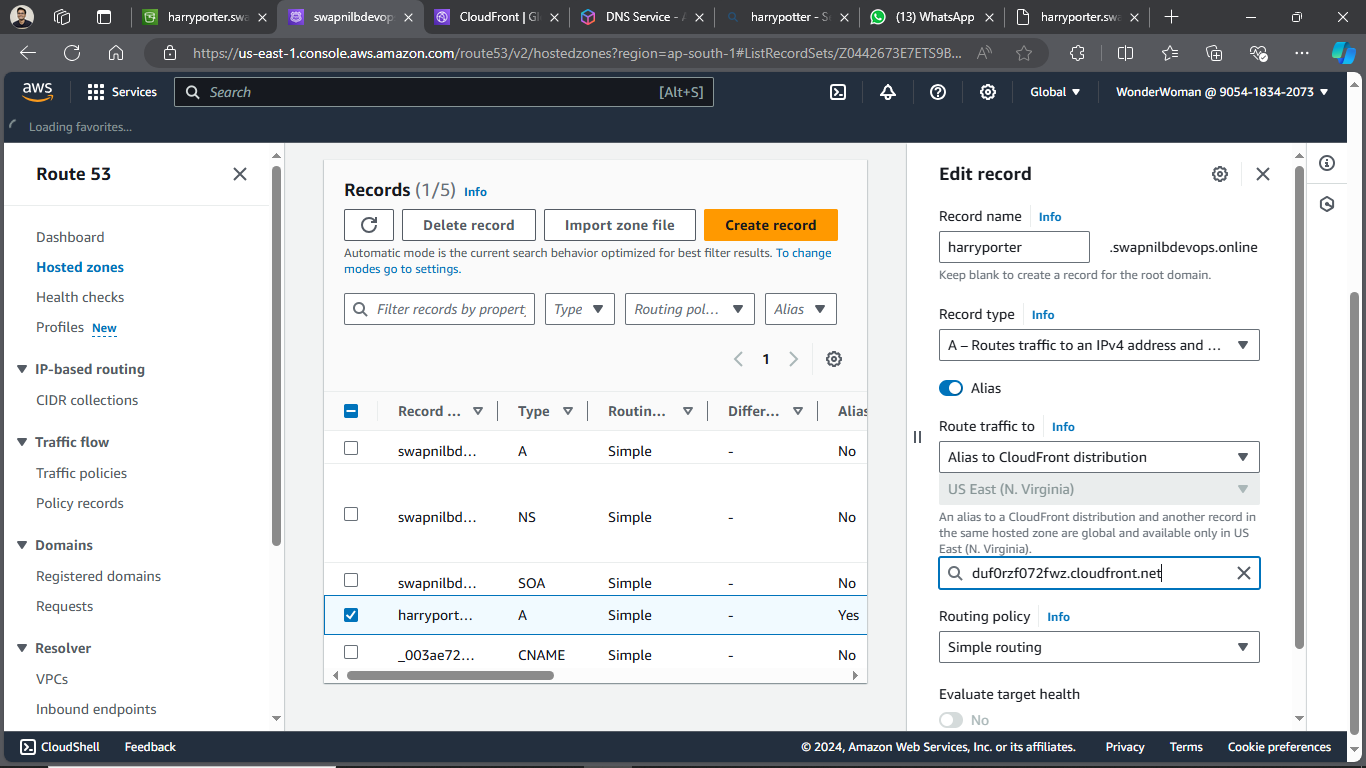 harryporter.swa
swapnilbdevop
CloudFront | Gl
DNS Service - A
harrypotter - S
(13) WhatsApp
harryporter.swa
https://us-east-1.console.aws.amazon.com/route53/v2/hostedzones?region=ap-south-1#ListRecordSets/Z0442673E7ETS9B...
aws
Services
Search
[Alt+S]
Global
WonderWoman @ 9054-1834-2073
Loading favorites...
Route 53
Dashboard
Hosted zones
Health checks
Profiles New
IP-based routing
CIDR collections
Traffic flow
Traffic policies
Policy records
Domains
Registered domains
Requests
Resolver
VPCs
Inbound endpoints
Records (1/5) Info
Delete record
Import zone file
Create record
Automatic mode is the current search behavior optimized for best filter results. To change
modes go to settings.
Filter records by property
Type
Routing pol...
Alias
1
Record ... Type Routin... Differ... Alias
swapnilbd... A Simple - No
swapnilbd... NS Simple - No
swapnilbd... SOA Simple - No
harryport... A Simple - Yes
_003ae72... CNAME Simple - No
Edit record
Record name Info
harryporter .swapnilbdevops.online
Keep blank to create a record for the root domain.
Record type Info
A – Routes traffic to an IPv4 address and ...
Alias
Route traffic to Info
Alias to CloudFront distribution
US East (N. Virginia)
An alias to a CloudFront distribution and another record in
the same hosted zone are global and available only in US
East (N. Virginia).
duf0rzf072fwz.cloudfront.net
Routing policy Info
Simple routing
Evaluate target health
No
CloudShell
Feedback
© 2024, Amazon Web Services, Inc. or its affiliates.
Privacy
Terms
Cookie preferences